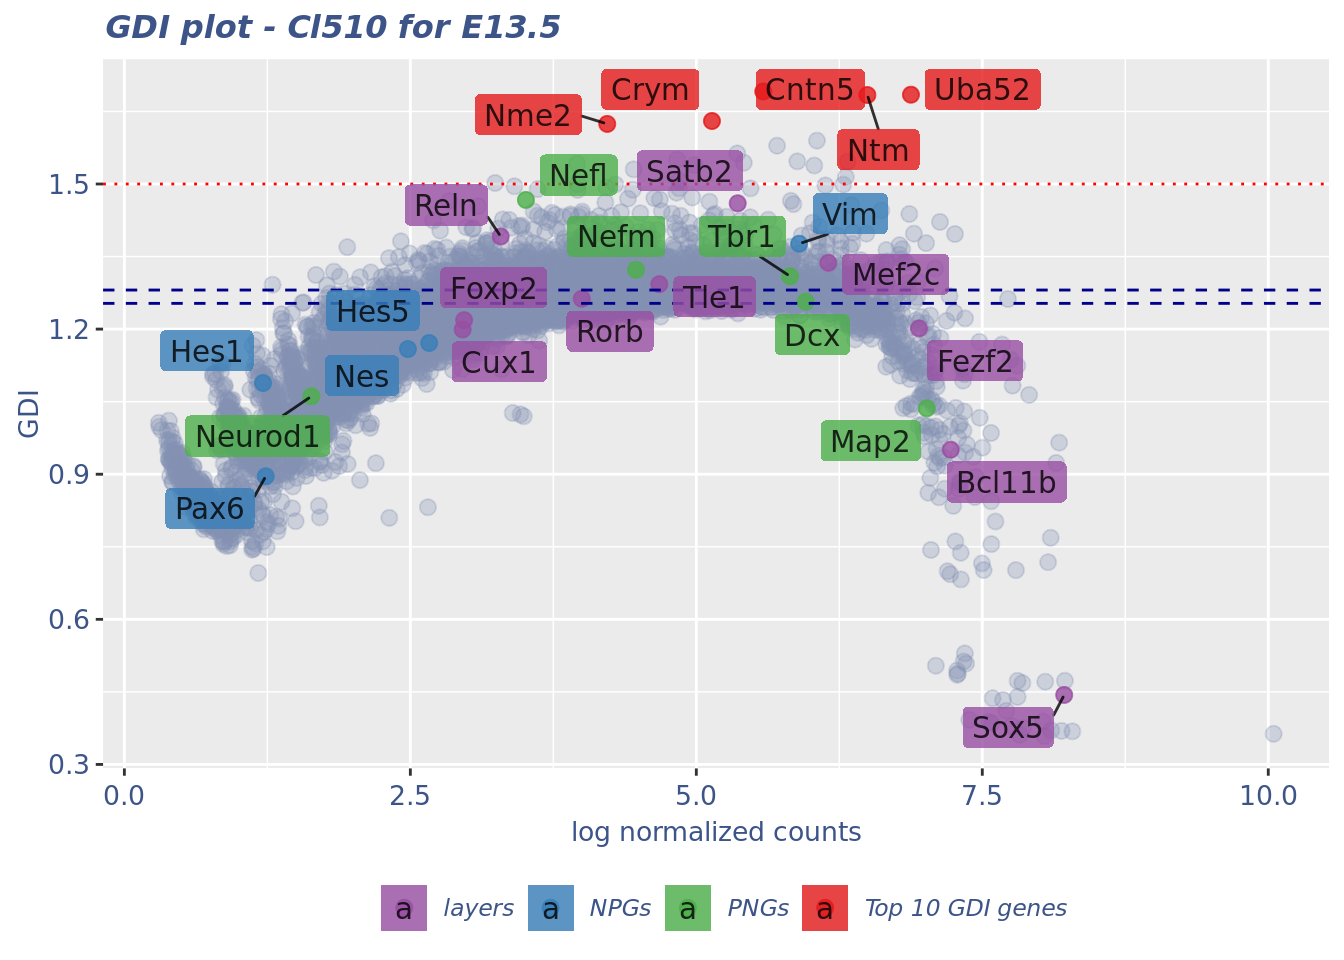 GDI plot - Cl510 for E13.5
Crym
Cntn5
Uba52
Nme2
Ntm
Nefl
Satb2
1.5
Reln
Vim
Nefm
Tbr1
Mef2c
Foxp2
Tle1
Hes5
1.2
Rorb
Dcx
Hes1
Cux1
Fezf2
Nes
GDI
Neurod1
Map2
0.9
Bcl11b
Pax6
0.6
Sox5
0.3
0.0 2.5 5.0 7.5 10.0
log normalized counts
a layers a NPGs a PNGs a Top 10 GDI genes